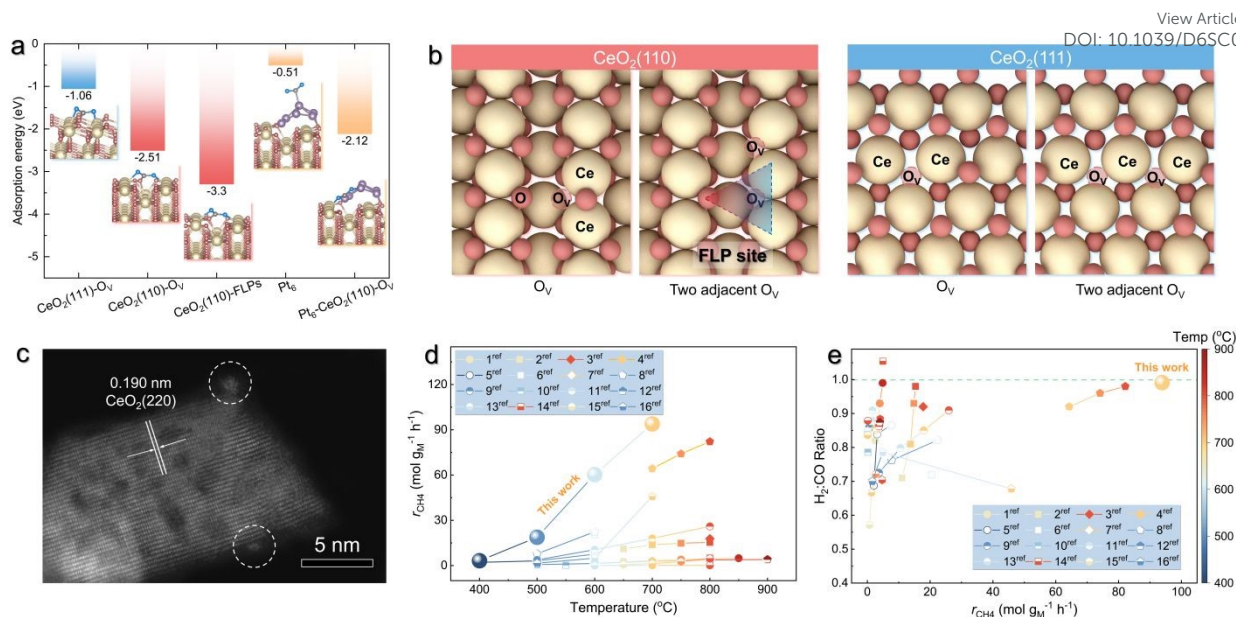 View Article
DOI: 10.1039/D6SC0
a
Adsorption energy (eV)
0
-1
-2
-3
-4
-5
-1.06
-2.51
-3.3
-0.51
-2.12
CeO₂(111)-Oᵥ
CeO₂(110)-Oᵥ
CeO₂(110)-FLPs
Pt₆
Pt₆-CeO₂(110)-Oᵥ
b
CeO₂(110)
CeO₂(111)
Ce
O
Oᵥ
Ce
Oᵥ
Oᵥ
FLP site
Ce
Ce
Oᵥ
Ce
Ce
Ce
Oᵥ
Oᵥ
Oᵥ
Two adjacent Oᵥ
Oᵥ
Two adjacent Oᵥ
c
0.190 nm
CeO₂(220)
5 nm
d
r_CH4 (mol g_M⁻¹ h⁻¹)
120
90
60
30
0
1ʳᵉᶠ 2ʳᵉᶠ 3ʳᵉᶠ 4ʳᵉᶠ
5ʳᵉᶠ 6ʳᵉᶠ 7ʳᵉᶠ 8ʳᵉᶠ
9ʳᵉᶠ 10ʳᵉᶠ 11ʳᵉᶠ 12ʳᵉᶠ
13ʳᵉᶠ 14ʳᵉᶠ 15ʳᵉᶠ 16ʳᵉᶠ
This work
400 500 600 700 800 900
Temperature (°C)
e
H₂:CO Ratio
1.0
0.9
0.8
0.7
0.6
0.5
0.4
This work
1ʳᵉᶠ 2ʳᵉᶠ 3ʳᵉᶠ 4ʳᵉᶠ
5ʳᵉᶠ 6ʳᵉᶠ 7ʳᵉᶠ 8ʳᵉᶠ
9ʳᵉᶠ 10ʳᵉᶠ 11ʳᵉᶠ 12ʳᵉᶠ
13ʳᵉᶠ 14ʳᵉᶠ 15ʳᵉᶠ 16ʳᵉᶠ
0 20 40 60 80 100
r_CH4 (mol g_M⁻¹ h⁻¹)
Temp (°C)
900
800
700
600
500
400